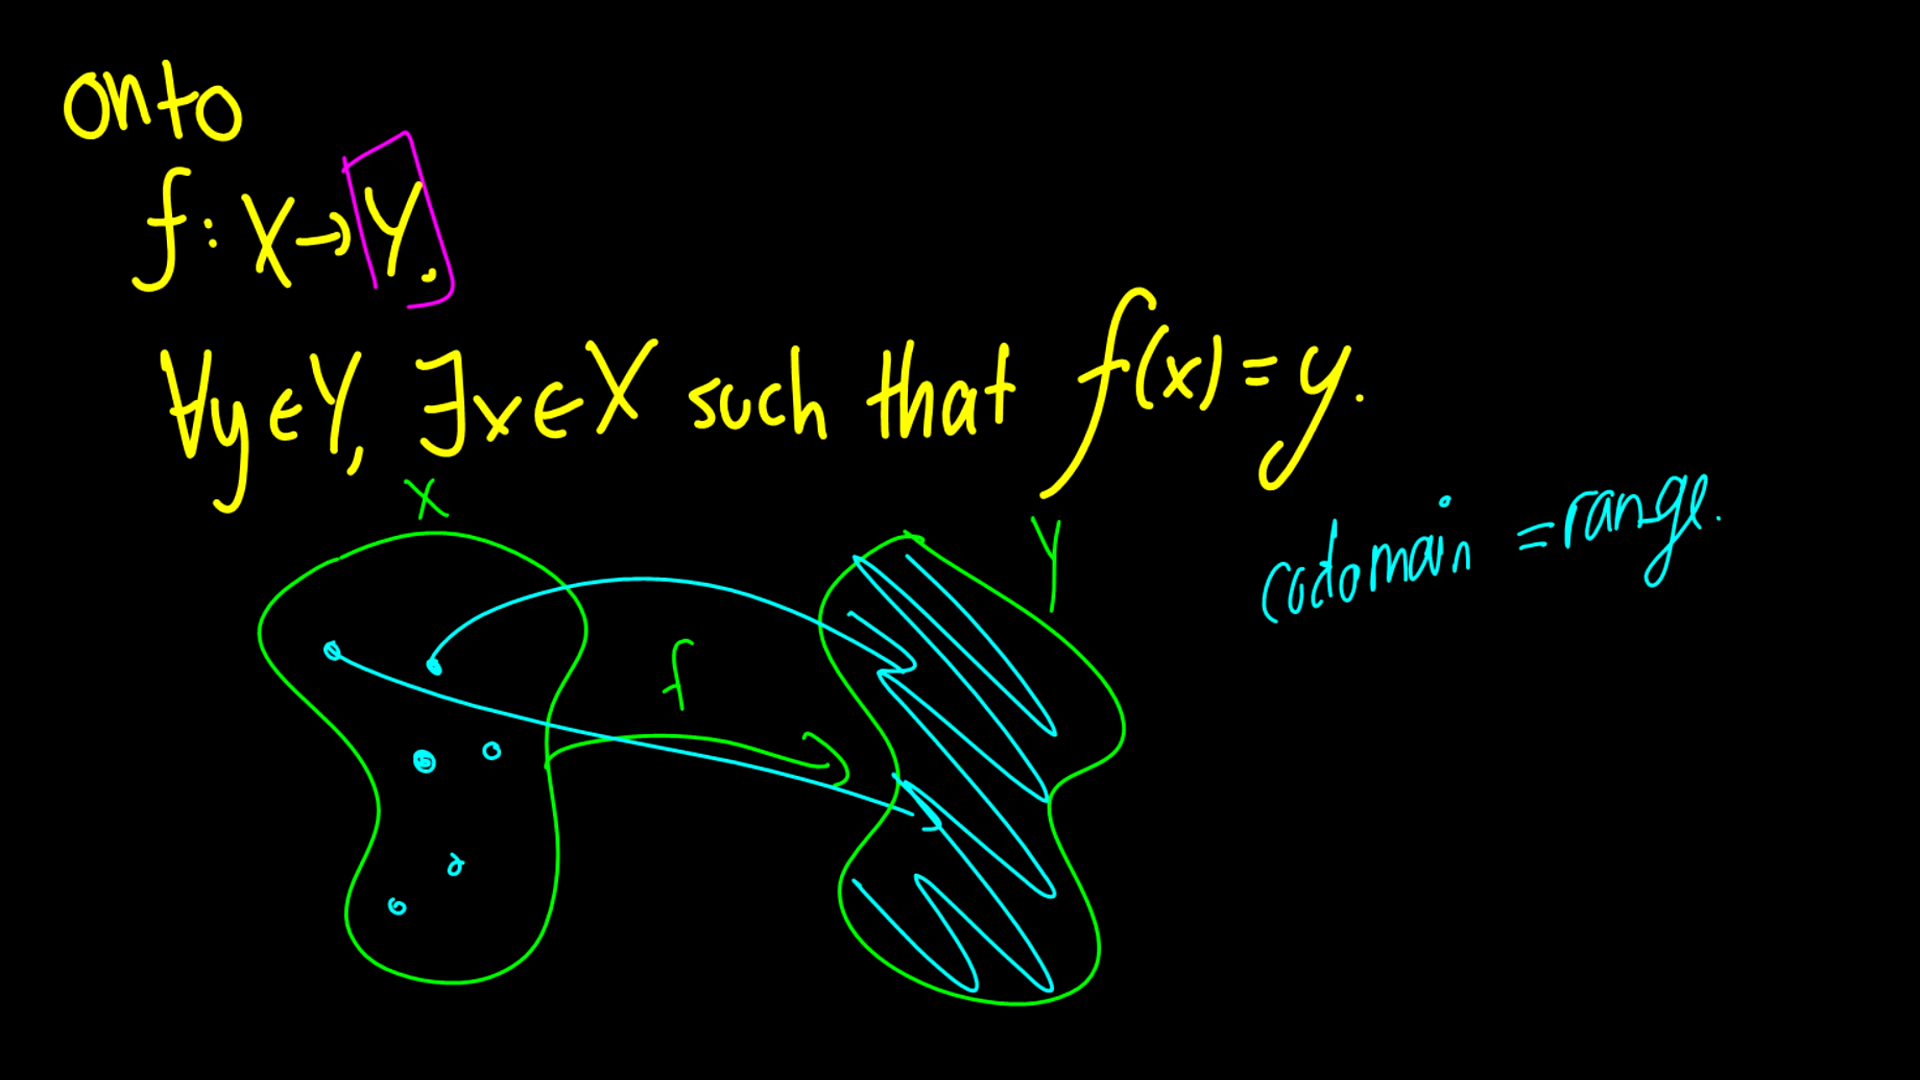 onto
f: X→Y,
∀y∈Y, ∃x∈X such that f(x)=y.
X
Y
codomain = range.
f